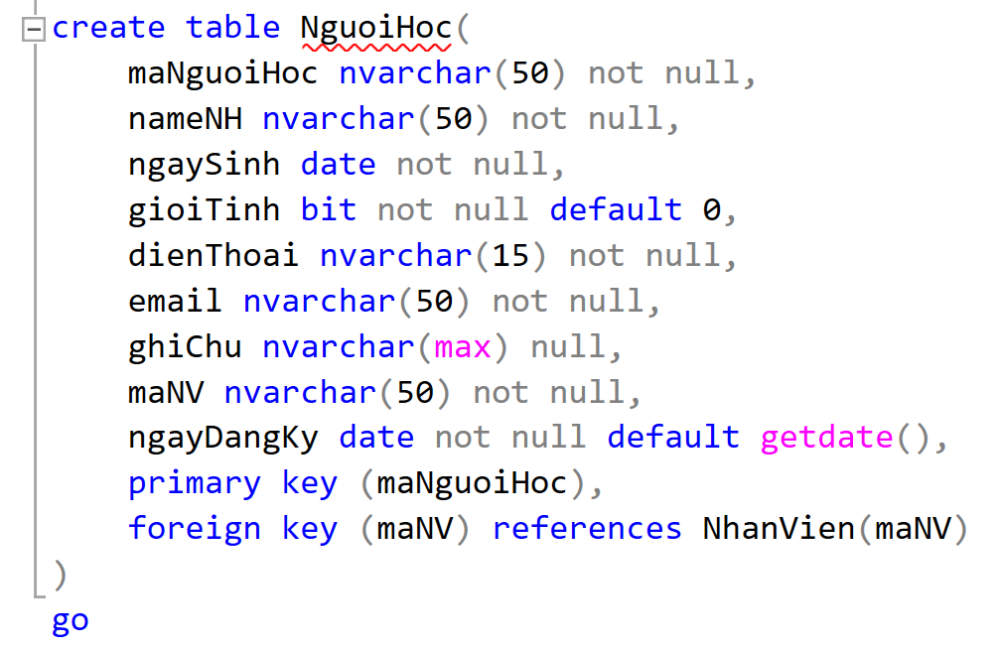 create table NguoiHoc(
maNguoiHoc nvarchar(50) not null,
nameNH nvarchar(50) not null,
ngaySinh date not null,
gioiTinh bit not null default 0,
dienThoai nvarchar(15) not null,
email nvarchar(50) not null,
ghiChu nvarchar(max) null,
maNV nvarchar(50) not null,
ngayDangKy date not null default getdate(),
primary key (maNguoiHoc),
foreign key (maNV) references NhanVien(maNV)
)
go